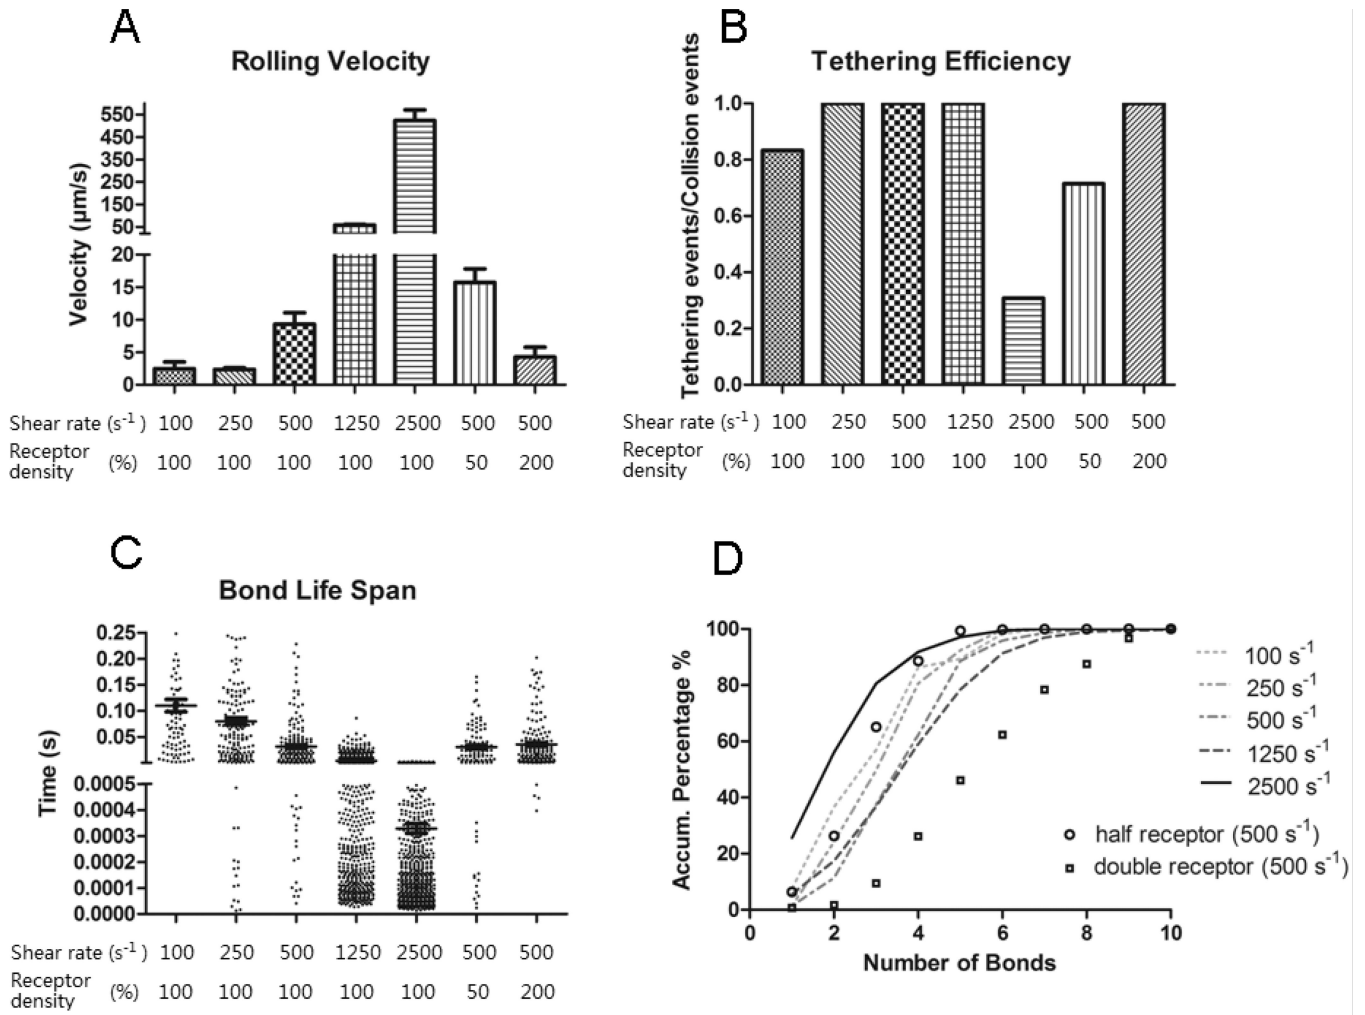 A
Rolling Velocity
Velocity (µm/s)
550
450
350
250
150
50
20
15
10
5
0
Shear rate (s-1) 100 250 500 1250 2500 500 500
Receptor density (%) 100 100 100 100 100 50 200
B
Tethering Efficiency
Tethering events/Collision events
1.0
0.8
0.6
0.4
0.2
0.0
Shear rate (s-1) 100 250 500 1250 2500 500 500
Receptor density (%) 100 100 100 100 100 50 200
C
Bond Life Span
Time (s)
0.25
0.20
0.15
0.10
0.05
0.0005
0.0004
0.0003
0.0002
0.0001
0.0000
Shear rate (s-1) 100 250 500 1250 2500 500 500
Receptor density (%) 100 100 100 100 100 50 200
D
Accum. Percentage %
100
80
60
40
20
0
0 2 4 6 8 10
Number of Bonds
100 s-1
250 s-1
500 s-1
1250 s-1
2500 s-1
half receptor (500 s-1)
double receptor (500 s-1)